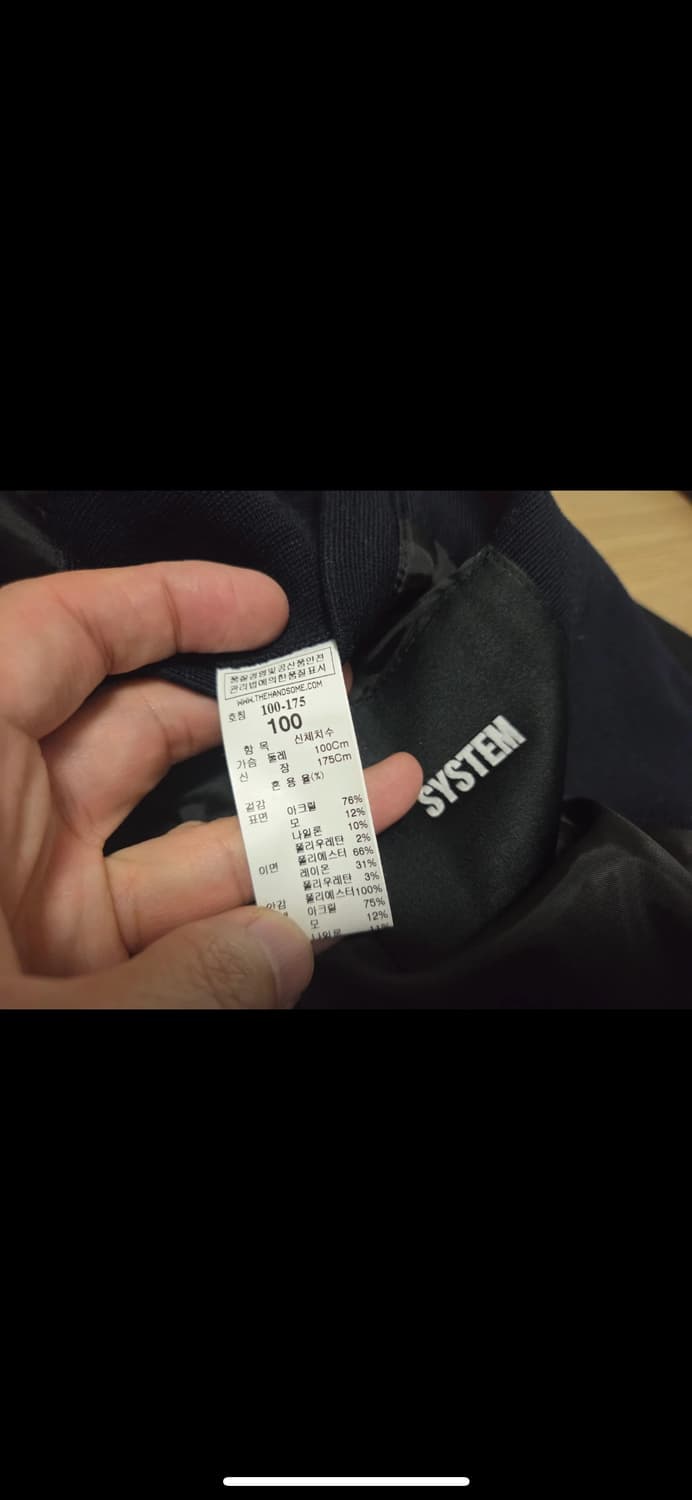 품질경영및공산품안전
관리법에의한품질표시
WWW.THEHANDSOME.COM
호칭 100-175
100
항 목 신체치수
가슴 둘레 100Cm
신 장 175Cm
혼 용 율(%)
겉감 아크릴 76%
표면 모 12%
나일론 10%
폴리우레탄 2%
이면 폴리에스터 66%
레이온 31%
폴리우레탄 3%
안감 폴리에스터100%
아크릴 75%
모 12%
나일론
SYSTEM